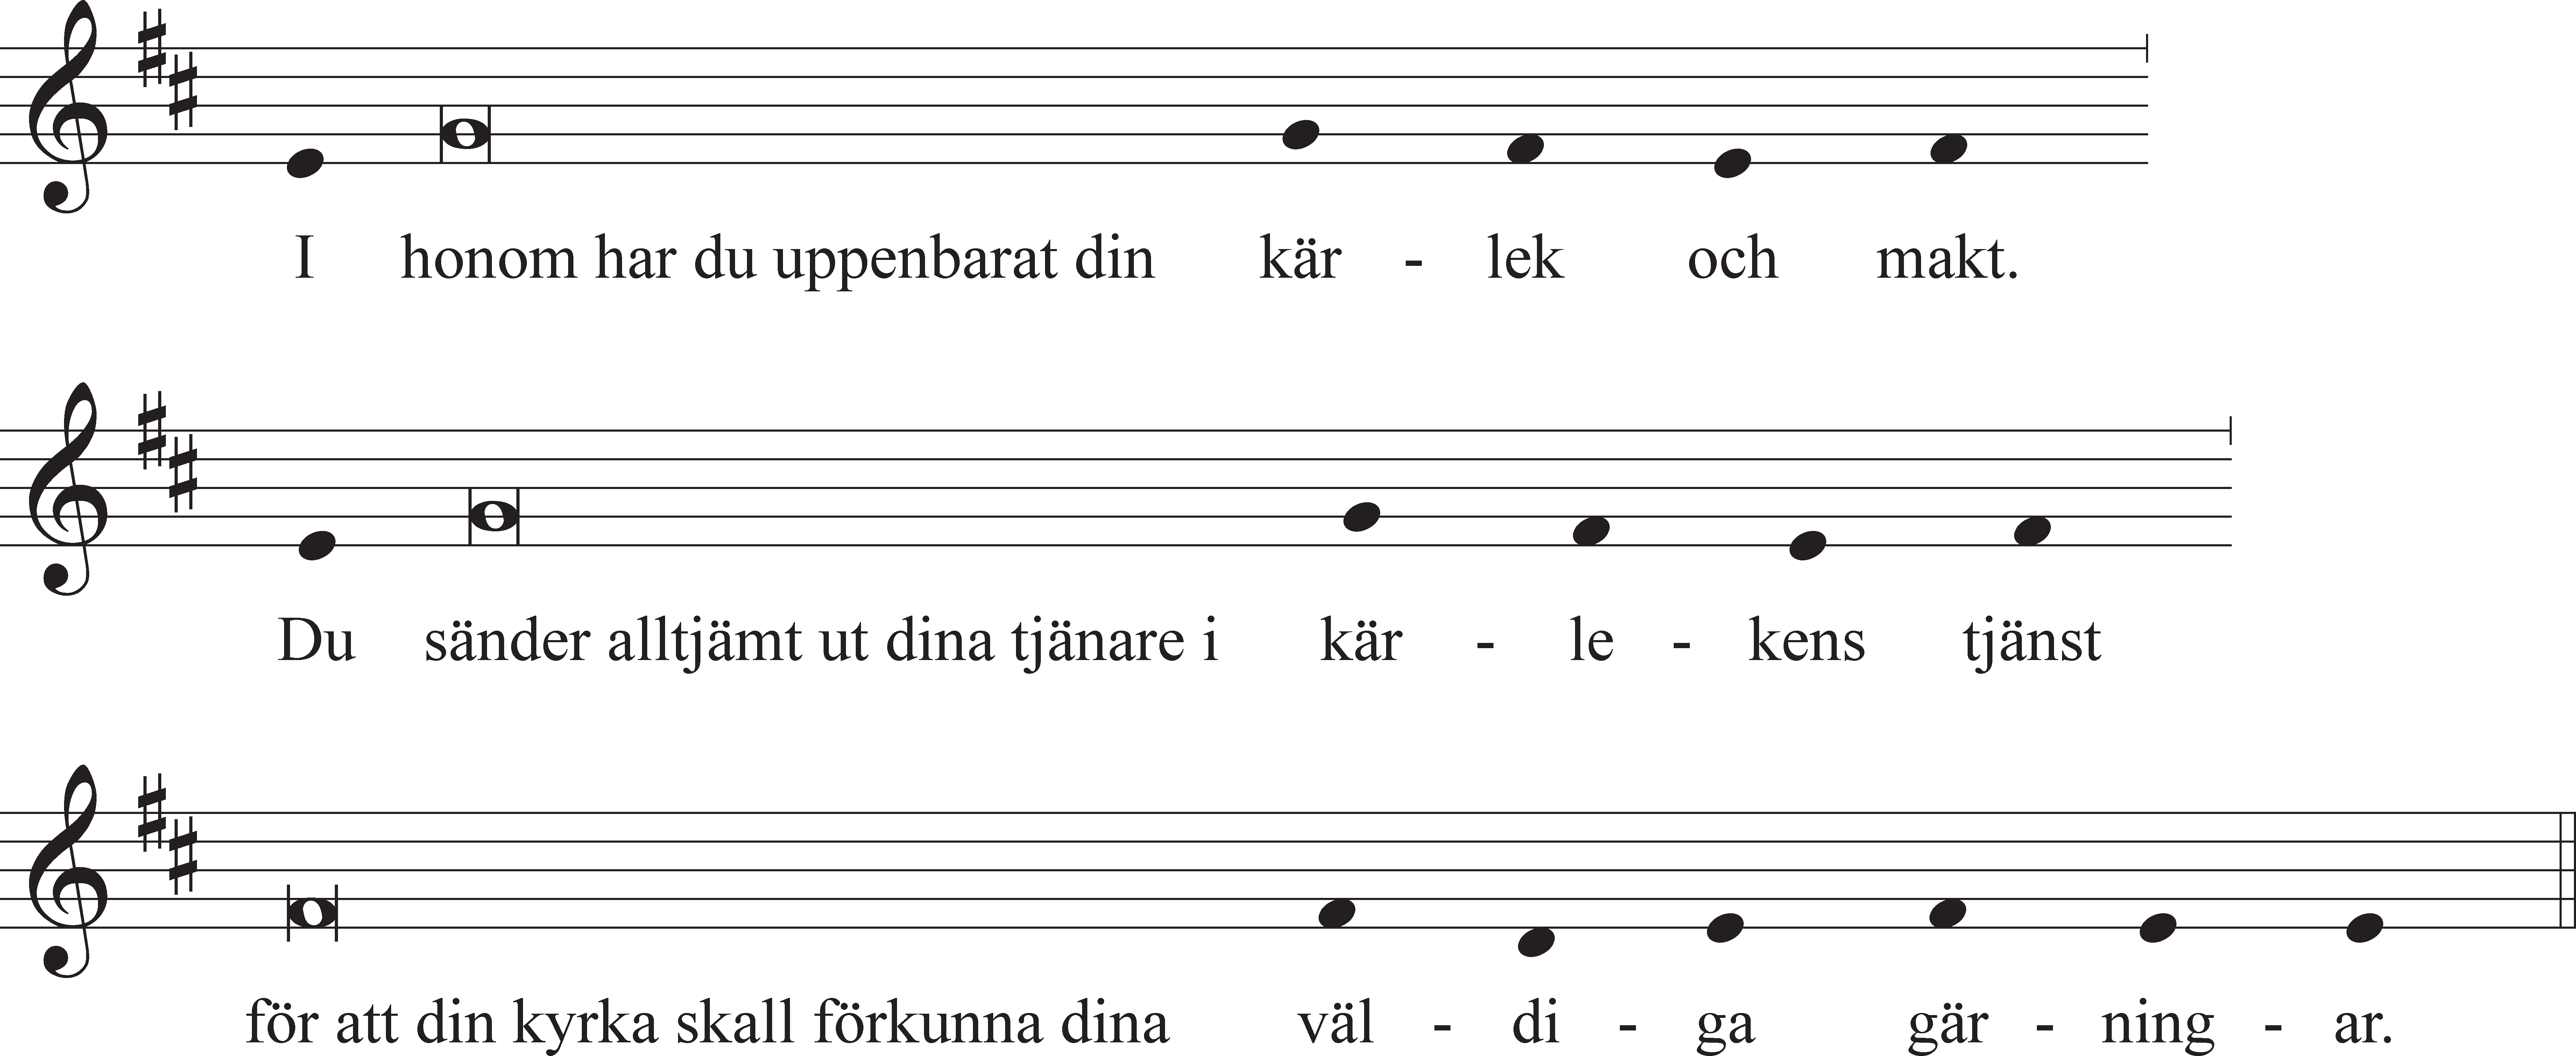 I honom har du uppenbarat din kär - lek och makt.
Du sänder alltjämt ut dina tjänare i kär - le - kens tjänst
för att din kyrka skall förkunna dina väl - di - ga gär - ning - ar.